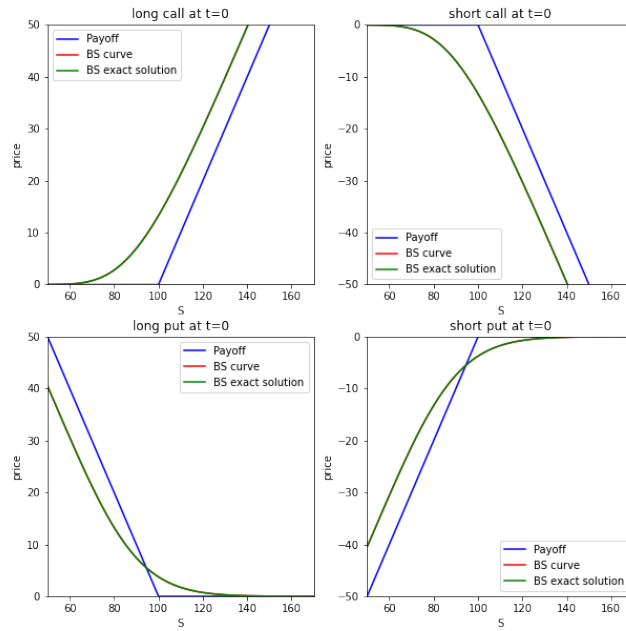 long call at t=0
50
40
30
20
10
0
price
60 80 100 120 140 160
S
Payoff
BS curve
BS exact solution
short call at t=0
0
−10
−20
−30
−40
−50
price
60 80 100 120 140 160
S
Payoff
BS curve
BS exact solution
long put at t=0
50
40
30
20
10
0
price
60 80 100 120 140 160
S
Payoff
BS curve
BS exact solution
short put at t=0
0
−10
−20
−30
−40
−50
price
60 80 100 120 140 160
S
Payoff
BS curve
BS exact solution